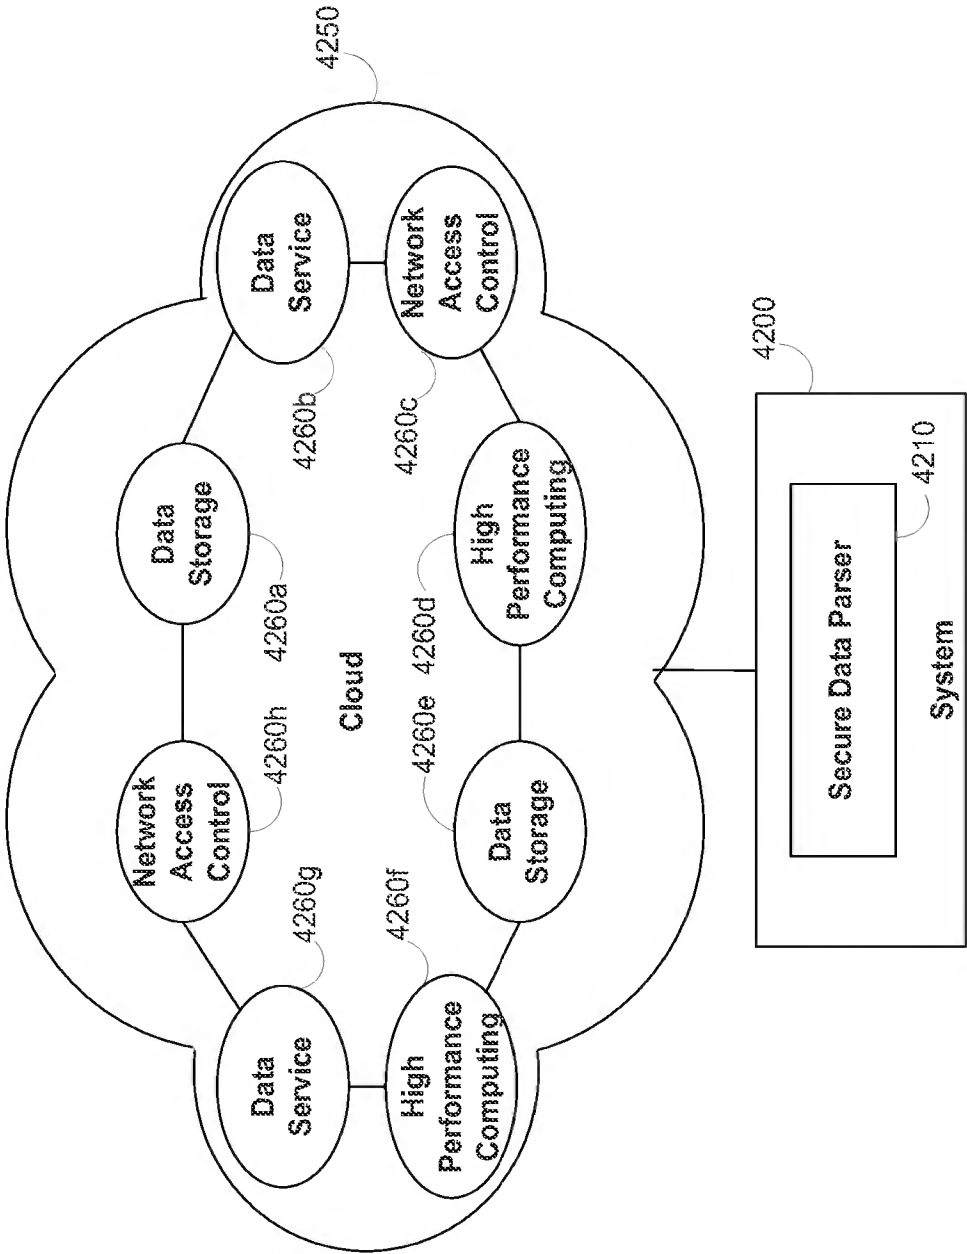 4250
Data
Service
4260b
Network
Access
Control
4260c
Data
Storage
4260a
High
Performance
Computing
4260d
Cloud
Network
Access
Control
4260h
Data
Storage
4260e
Data
Service
4260g
High
Performance
Computing
4260f
4200
Secure Data Parser
4210
System